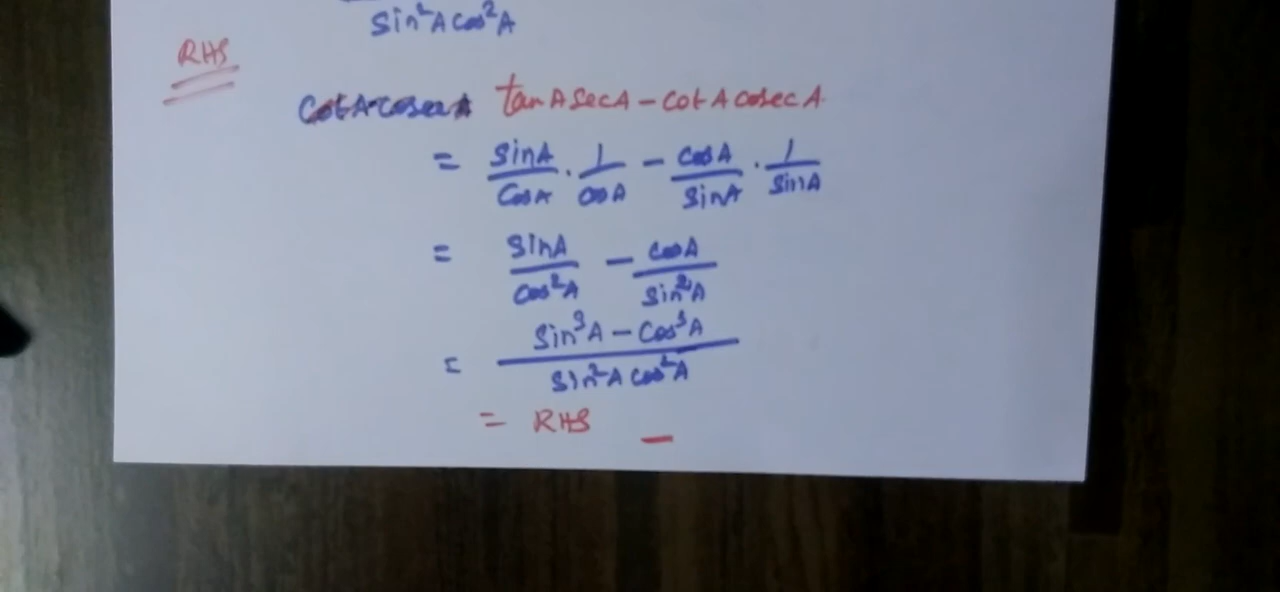 sin²A cos²A
RHS
tan A sec A - cot A cosec A
= sinA/cosA · 1/cosA - cosA/sinA · 1/sinA
= sinA/cos²A - cosA/sin²A
= sin³A - cos³A / sin²A cos²A
= RHS